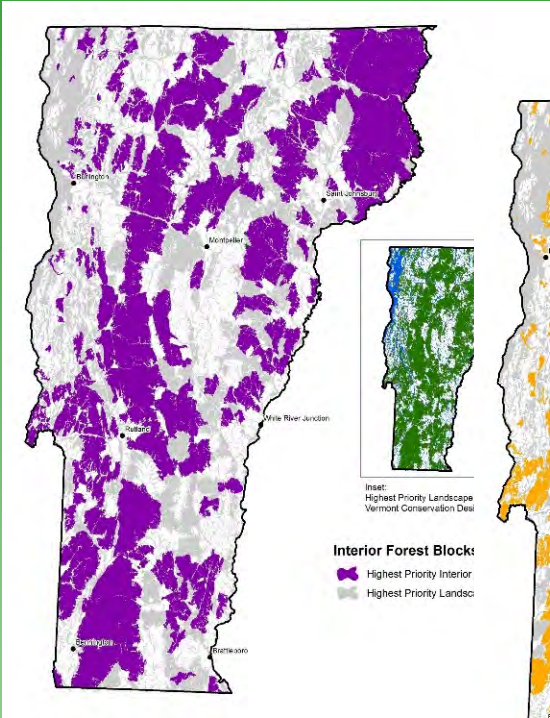 Burlington
Saint Johnsbury
Montpelier
White River Junction
Rutland
Inset:
Highest Priority Landscape
Vermont Conservation Desi
Interior Forest Blocks
Highest Priority Interior
Highest Priority Landsca
Bennington
Brattleboro